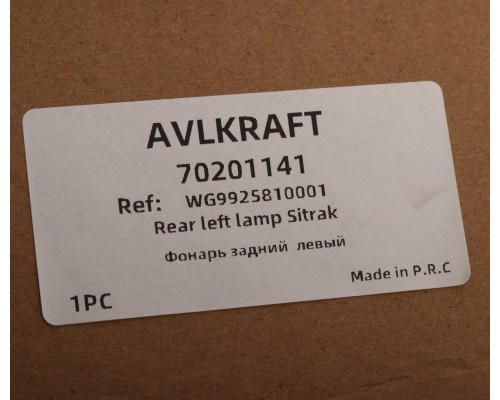 AVLKRAFT
70201141
Ref: WG9925810001
Rear left lamp Sitrak
Фонарь задний левый
1PC
Made in P.R.C